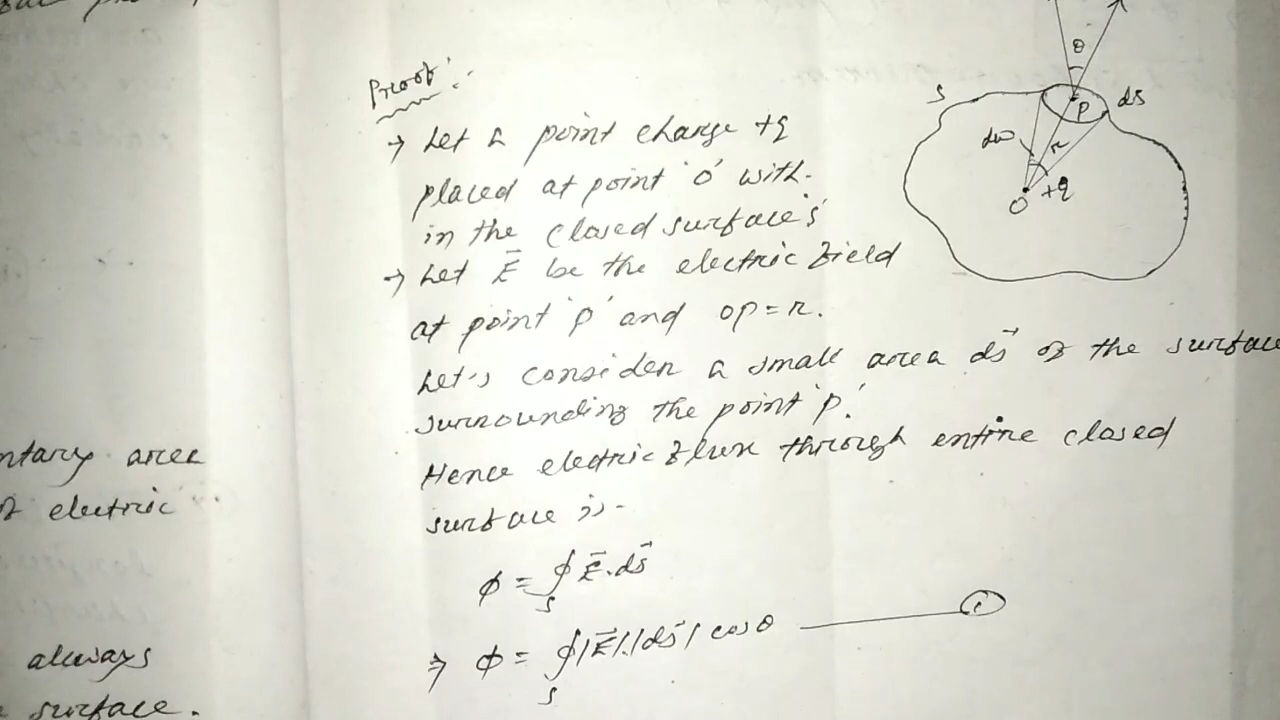 Proof:
→ Let a point charge +q
placed at point 'O' with-
in the closed surface 's'
→ Let E⃗ be the electric field
at point 'p' and op = r.
Let's consider a small area ds⃗ of the surface
surrounding the point 'p'.
Hence electric flux through entire closed
surface is-
ϕ = ∮ₛ E⃗.ds⃗
⇒ ϕ = ∮ₛ |E⃗|.|ds⃗| cosθ ——— (1)
θ
S
P
ds
dω
r
O
+q
ntary area
of electric
always
surface.